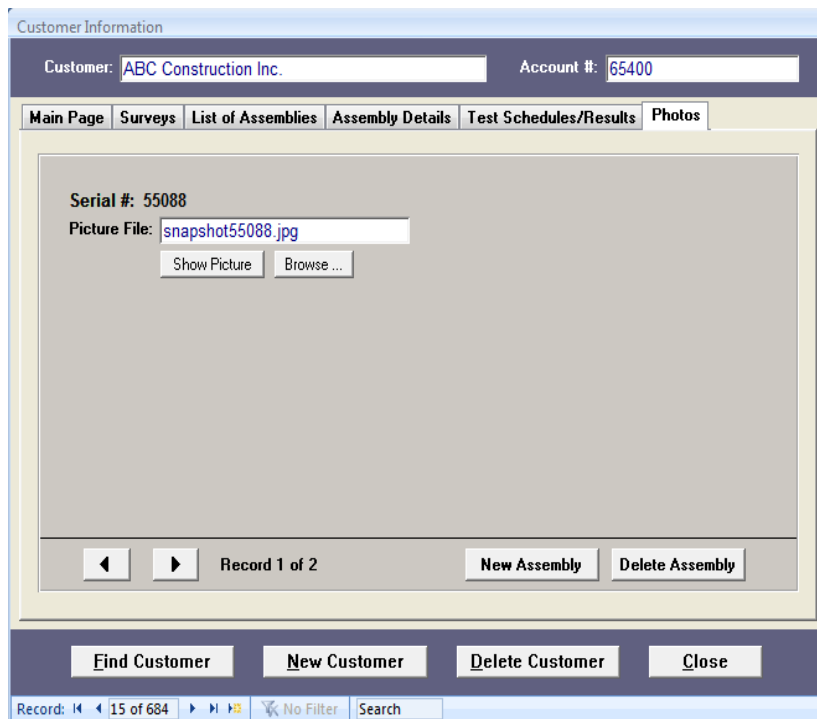 Customer Information
Customer: ABC Construction Inc. Account #: 65400
Main Page Surveys List of Assemblies Assembly Details Test Schedules/Results Photos
Serial #: 55088
Picture File: snapshot55088.jpg
Show Picture Browse ...
Record 1 of 2 New Assembly Delete Assembly
Find Customer New Customer Delete Customer Close
Record: 15 of 684 No Filter Search